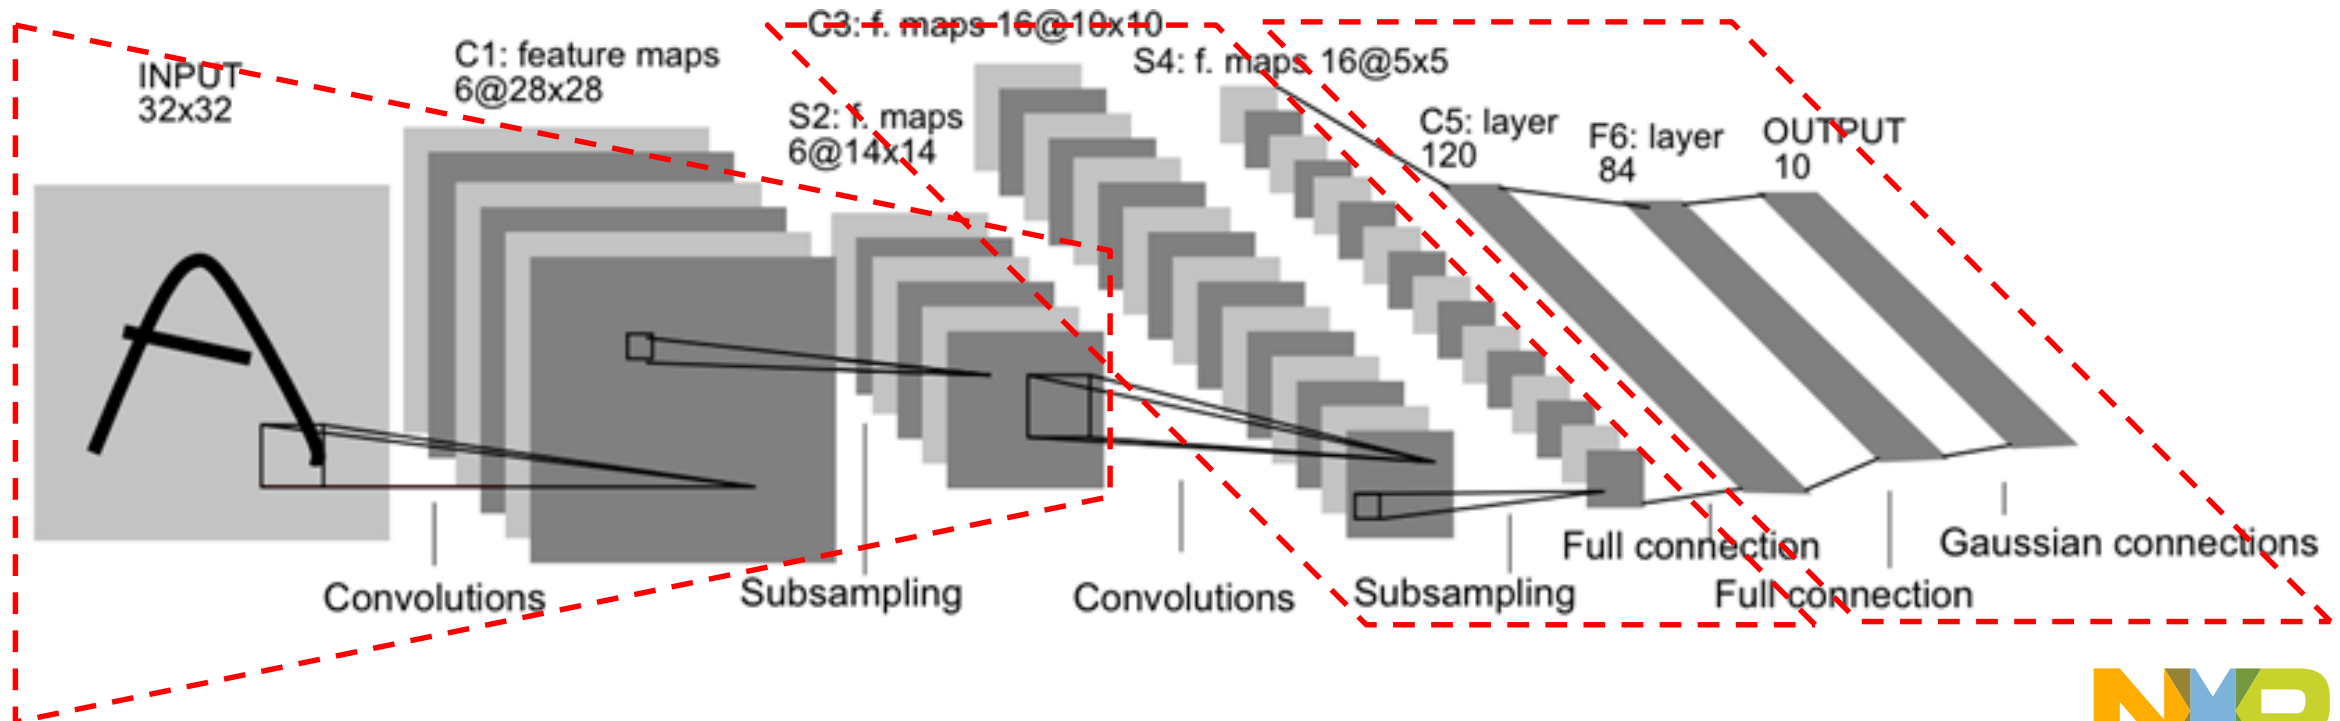 INPUT
32x32
C1: feature maps
6@28x28
S2: f. maps
6@14x14
C3: f. maps 16@10x10
S4: f. maps 16@5x5
C5: layer
120
F6: layer
84
OUTPUT
10
Convolutions
Subsampling
Convolutions
Subsampling
Full connection
Full connection
Gaussian connections
NXP